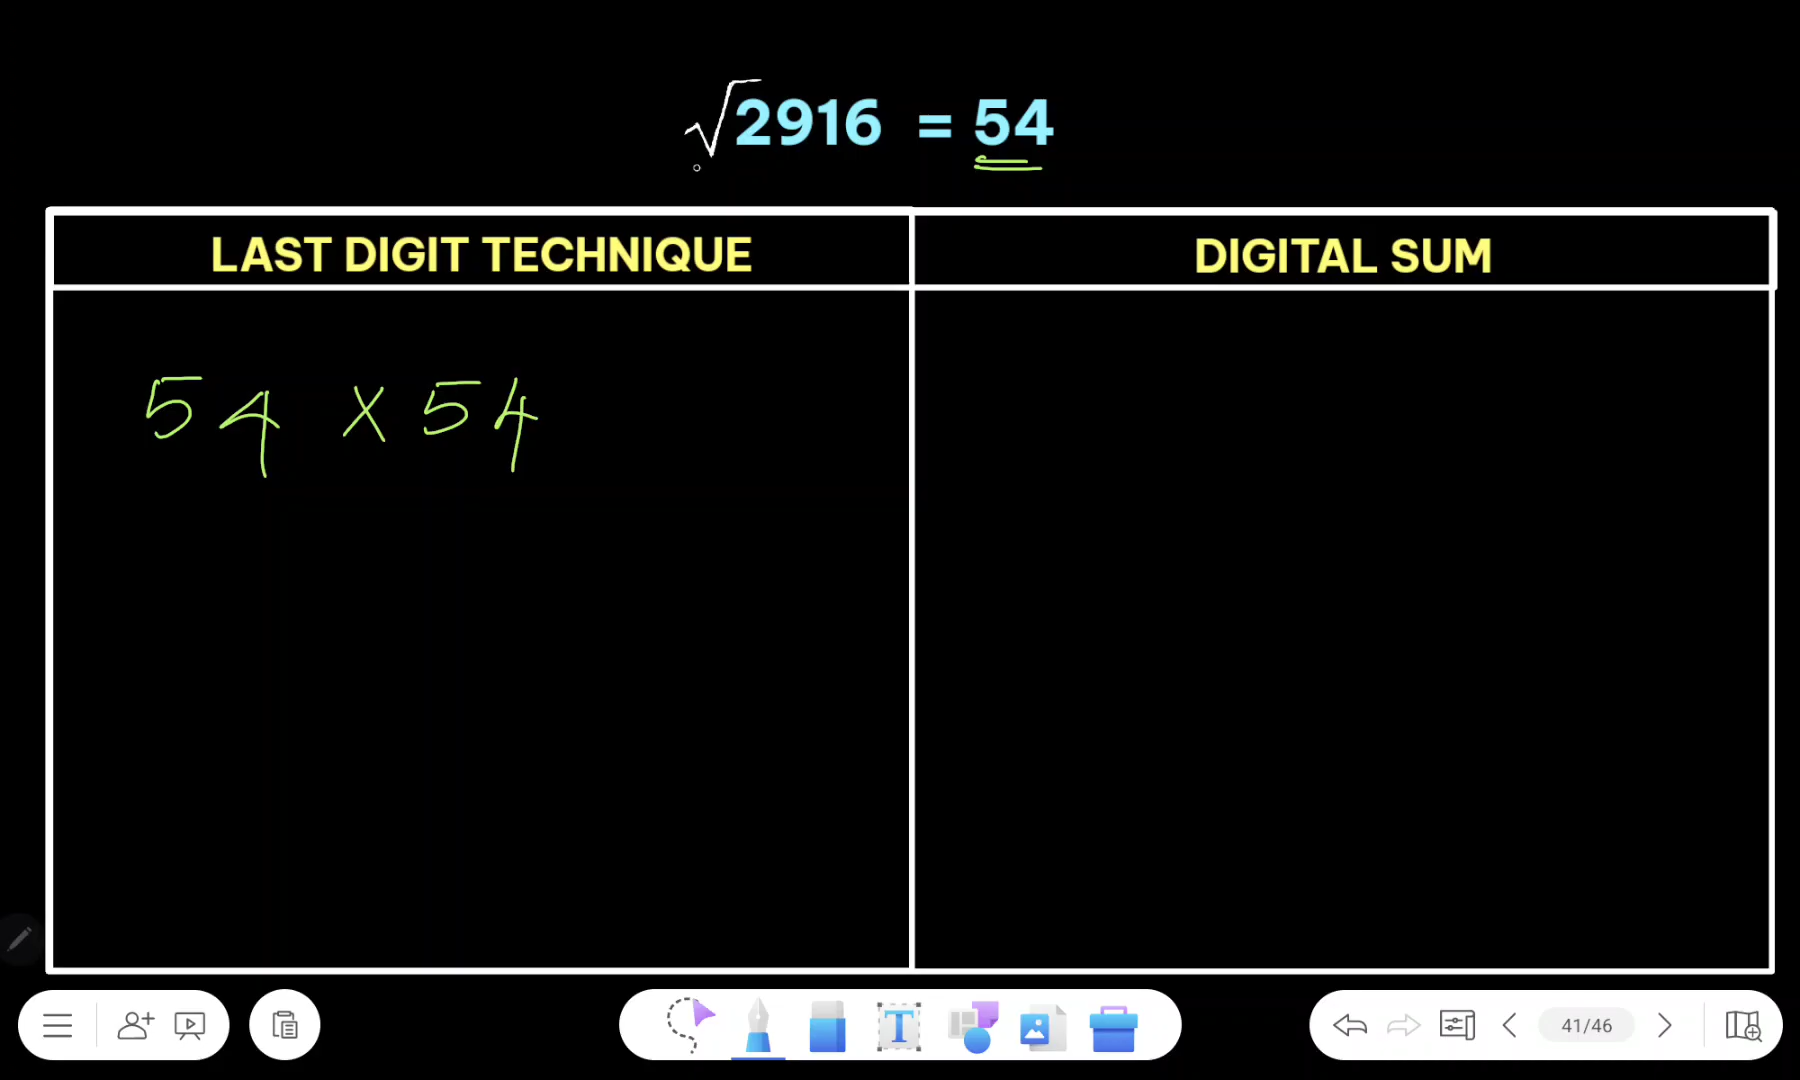 √2916 = 54
LAST DIGIT TECHNIQUE
DIGITAL SUM
54 x 54
T
41/46